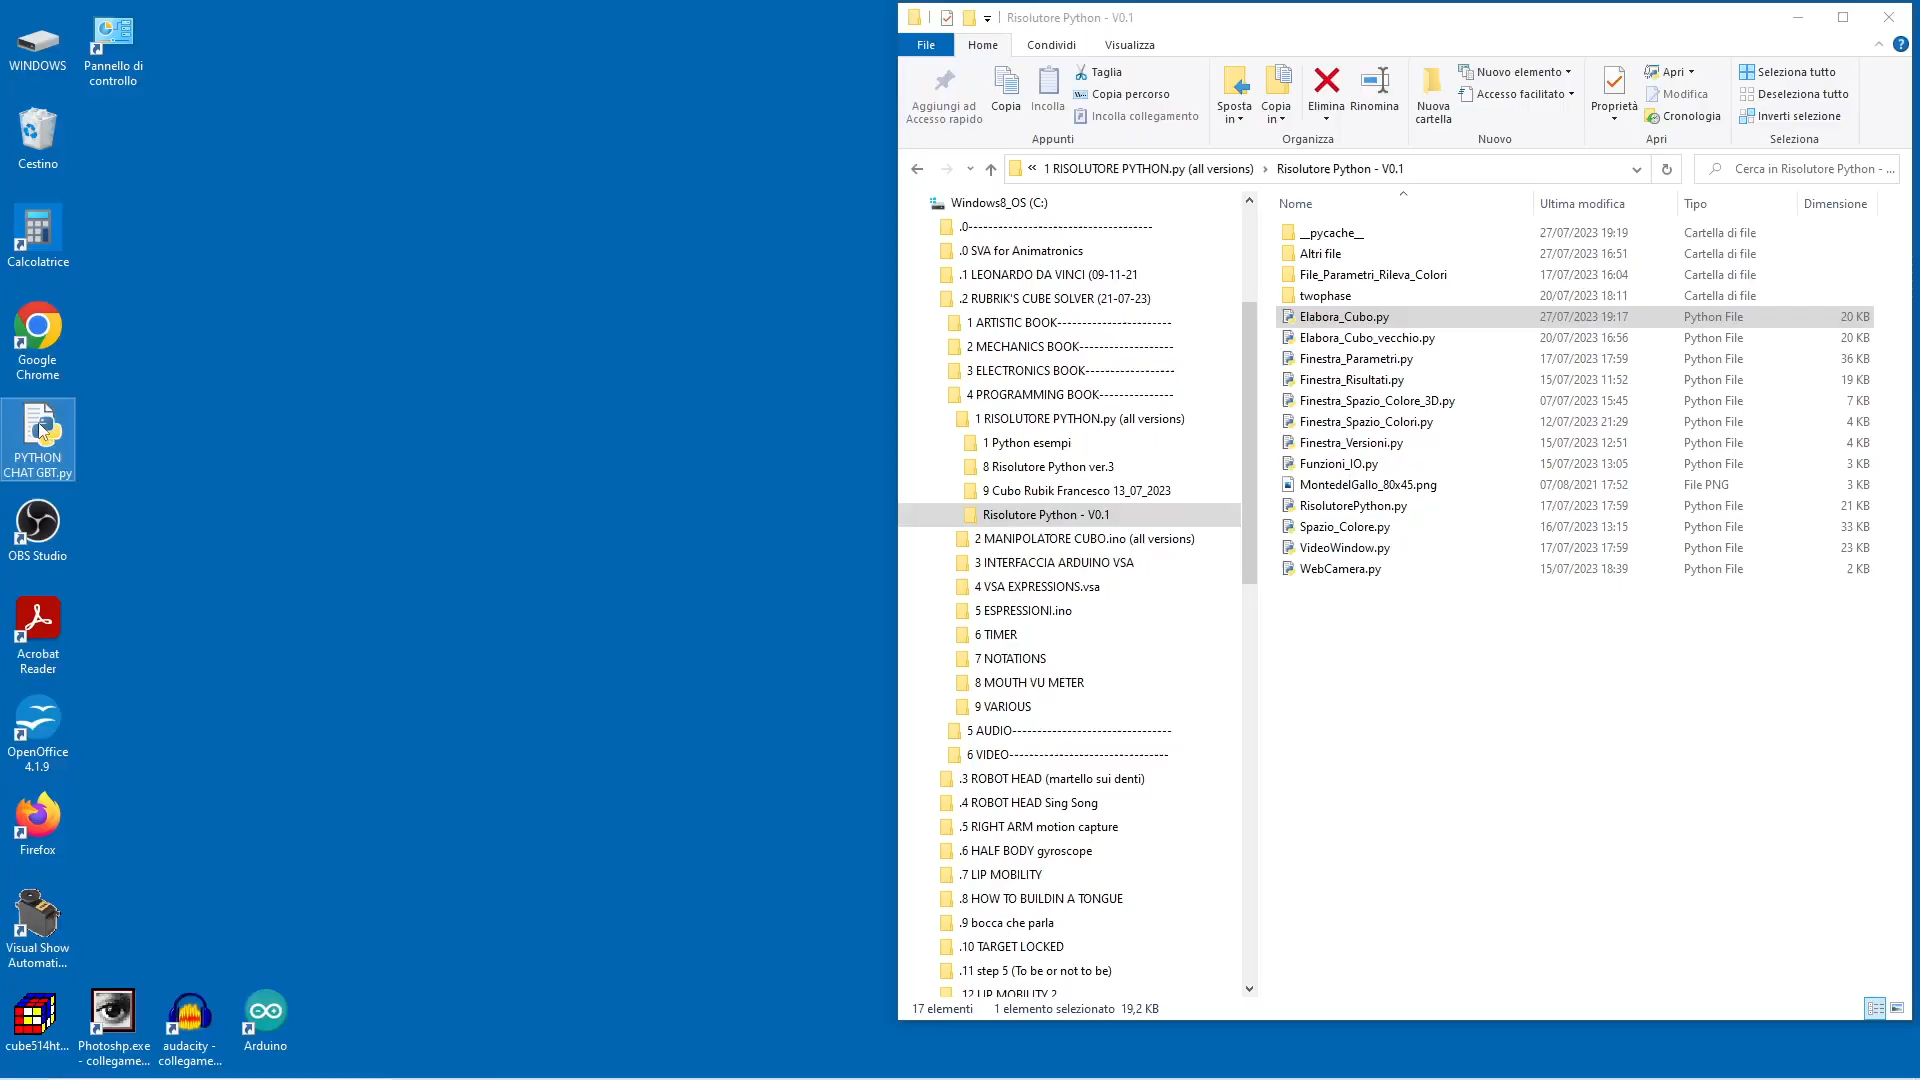 WINDOWS
Pannello di
controllo
Cestino
Calcolatrice
Google
Chrome
PYTHON
CHAT GBT.py
OBS Studio
Acrobat
Reader
OpenOffice
4.1.9
Firefox
Visual Show
Automati...
cube514ht...
Photoshp.exe
- collegame...
audacity -
collegame...
Arduino
Risolutore Python - V0.1
File
Home
Condividi
Visualizza
Aggiungi ad
Accesso rapido
Copia
Incolla
Taglia
Copia percorso
Incolla collegamento
Appunti
Sposta
in
Copia
in
Elimina
Rinomina
Organizza
Nuova
cartella
Nuovo elemento
Accesso facilitato
Nuovo
Proprietà
Apri
Modifica
Cronologia
Apri
Seleziona tutto
Deseleziona tutto
Inverti selezione
Seleziona
« 1 RISOLUTORE PYTHON.py (all versions) › Risolutore Python - V0.1
Cerca in Risolutore Python - ...
Windows8_OS (C:)
.0-------------------------------------
.0 SVA for Animatronics
.1 LEONARDO DA VINCI (09-11-21
.2 RUBRIK'S CUBE SOLVER (21-07-23)
1 ARTISTIC BOOK-----------------------
2 MECHANICS BOOK-------------------
3 ELECTRONICS BOOK------------------
4 PROGRAMMING BOOK---------------
1 RISOLUTORE PYTHON.py (all versions)
1 Python esempi
8 Risolutore Python ver.3
9 Cubo Rubik Francesco 13_07_2023
Risolutore Python - V0.1
2 MANIPOLATORE CUBO.ino (all versions)
3 INTERFACCIA ARDUINO VSA
4 VSA EXPRESSIONS.vsa
5 ESPRESSIONI.ino
6 TIMER
7 NOTATIONS
8 MOUTH VU METER
9 VARIOUS
5 AUDIO--------------------------------
6 VIDEO--------------------------------
.3 ROBOT HEAD (martello sui denti)
.4 ROBOT HEAD Sing Song
.5 RIGHT ARM motion capture
.6 HALF BODY gyroscope
.7 LIP MOBILITY
.8 HOW TO BUILDIN A TONGUE
.9 bocca che parla
.10 TARGET LOCKED
.11 step 5 (To be or not to be)
.12 LIP MOBILITY 2
Nome Ultima modifica Tipo Dimensione
__pycache__ 27/07/2023 19:19 Cartella di file
Altri file 27/07/2023 16:51 Cartella di file
File_Parametri_Rileva_Colori 17/07/2023 16:04 Cartella di file
twophase 20/07/2023 18:11 Cartella di file
Elabora_Cubo.py 27/07/2023 19:17 Python File 20 KB
Elabora_Cubo_vecchio.py 20/07/2023 16:56 Python File 20 KB
Finestra_Parametri.py 17/07/2023 17:59 Python File 36 KB
Finestra_Risultati.py 15/07/2023 11:52 Python File 19 KB
Finestra_Spazio_Colore_3D.py 07/07/2023 15:45 Python File 7 KB
Finestra_Spazio_Colori.py 12/07/2023 21:29 Python File 4 KB
Finestra_Versioni.py 15/07/2023 12:51 Python File 4 KB
Funzioni_IO.py 15/07/2023 13:05 Python File 3 KB
MontedelGallo_80x45.png 07/08/2021 17:52 File PNG 3 KB
RisolutorePython.py 17/07/2023 17:59 Python File 21 KB
Spazio_Colore.py 16/07/2023 13:15 Python File 33 KB
VideoWindow.py 17/07/2023 17:59 Python File 23 KB
WebCamera.py 15/07/2023 18:39 Python File 2 KB
17 elementi 1 elemento selezionato 19,2 KB